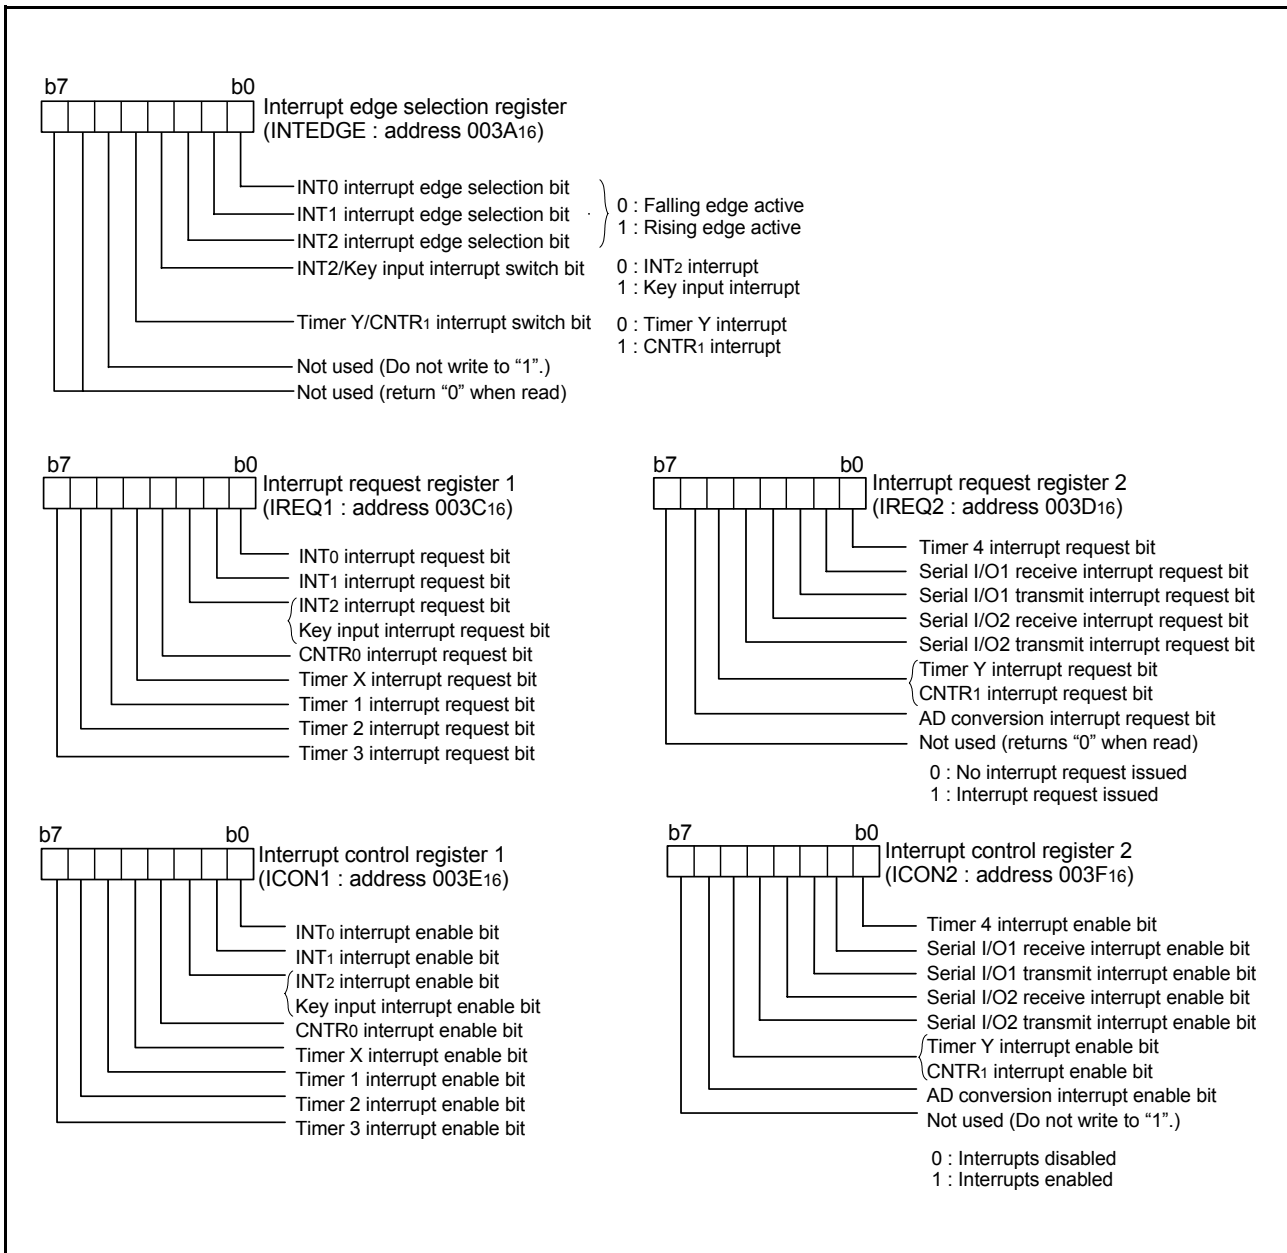 b7 b0
Interrupt edge selection register
(INTEDGE : address 003A16)
INT0 interrupt edge selection bit
INT1 interrupt edge selection bit
INT2 interrupt edge selection bit
0 : Falling edge active
1 : Rising edge active
INT2/Key input interrupt switch bit
0 : INT2 interrupt
1 : Key input interrupt
Timer Y/CNTR1 interrupt switch bit
0 : Timer Y interrupt
1 : CNTR1 interrupt
Not used (Do not write to “1”.)
Not used (return “0” when read)
b7 b0
Interrupt request register 1
(IREQ1 : address 003C16)
INT0 interrupt request bit
INT1 interrupt request bit
INT2 interrupt request bit
Key input interrupt request bit
CNTR0 interrupt request bit
Timer X interrupt request bit
Timer 1 interrupt request bit
Timer 2 interrupt request bit
Timer 3 interrupt request bit
b7 b0
Interrupt request register 2
(IREQ2 : address 003D16)
Timer 4 interrupt request bit
Serial I/O1 receive interrupt request bit
Serial I/O1 transmit interrupt request bit
Serial I/O2 receive interrupt request bit
Serial I/O2 transmit interrupt request bit
Timer Y interrupt request bit
CNTR1 interrupt request bit
AD conversion interrupt request bit
Not used (returns “0” when read)
0 : No interrupt request issued
1 : Interrupt request issued
b7 b0
Interrupt control register 1
(ICON1 : address 003E16)
INT0 interrupt enable bit
INT1 interrupt enable bit
INT2 interrupt enable bit
Key input interrupt enable bit
CNTR0 interrupt enable bit
Timer X interrupt enable bit
Timer 1 interrupt enable bit
Timer 2 interrupt enable bit
Timer 3 interrupt enable bit
b7 b0
Interrupt control register 2
(ICON2 : address 003F16)
Timer 4 interrupt enable bit
Serial I/O1 receive interrupt enable bit
Serial I/O1 transmit interrupt enable bit
Serial I/O2 receive interrupt enable bit
Serial I/O2 transmit interrupt enable bit
Timer Y interrupt enable bit
CNTR1 interrupt enable bit
AD conversion interrupt enable bit
Not used (Do not write to “1”.)
0 : Interrupts disabled
1 : Interrupts enabled